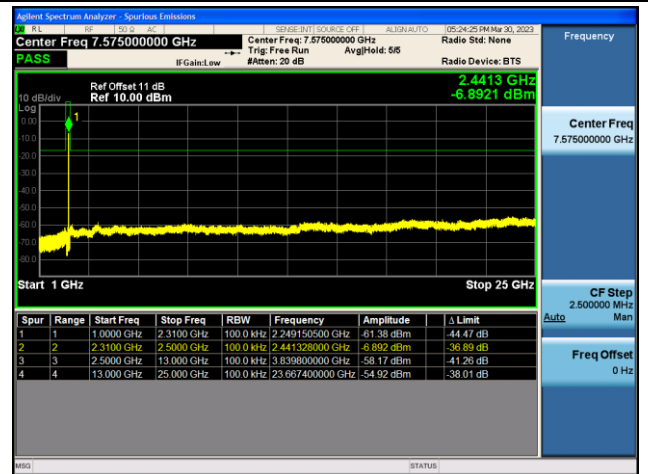 Agilent Spectrum Analyzer - Spurious Emissions
RL RF 50 Ω AC SENSE:INT SOURCE OFF ALIGNAUTO 05:24:25 PM Mar 30, 2023
Center Freq 7.575000000 GHz
Center Freq: 7.575000000 GHz
Radio Std: None
Trig: Free Run Avg|Hold: 5/5
PASS
IFGain:Low
#Atten: 20 dB
Radio Device: BTS
Frequency
Ref Offset 11 dB
10 dB/div Ref 10.00 dBm
2.4413 GHz
-6.8921 dBm
Log
1
0.00
-10.0
-20.0
-30.0
-40.0
-50.0
-60.0
-70.0
-80.0
Start 1 GHz
Stop 25 GHz
Spur Range Start Freq Stop Freq RBW Frequency Amplitude Δ Limit
1 1 1.0000 GHz 2.3100 GHz 100.0 kHz 2.249150500 GHz -61.38 dBm -44.47 dB
2 2 2.3100 GHz 2.5000 GHz 100.0 kHz 2.441328000 GHz -6.892 dBm -36.89 dB
3 3 2.5000 GHz 13.000 GHz 100.0 kHz 3.839800000 GHz -58.17 dBm -41.26 dB
4 4 13.000 GHz 25.000 GHz 100.0 kHz 23.667400000 GHz -54.92 dBm -38.01 dB
Center Freq
7.575000000 GHz
CF Step
2.500000 MHz
Auto Man
Freq Offset
0 Hz
MSG
STATUS